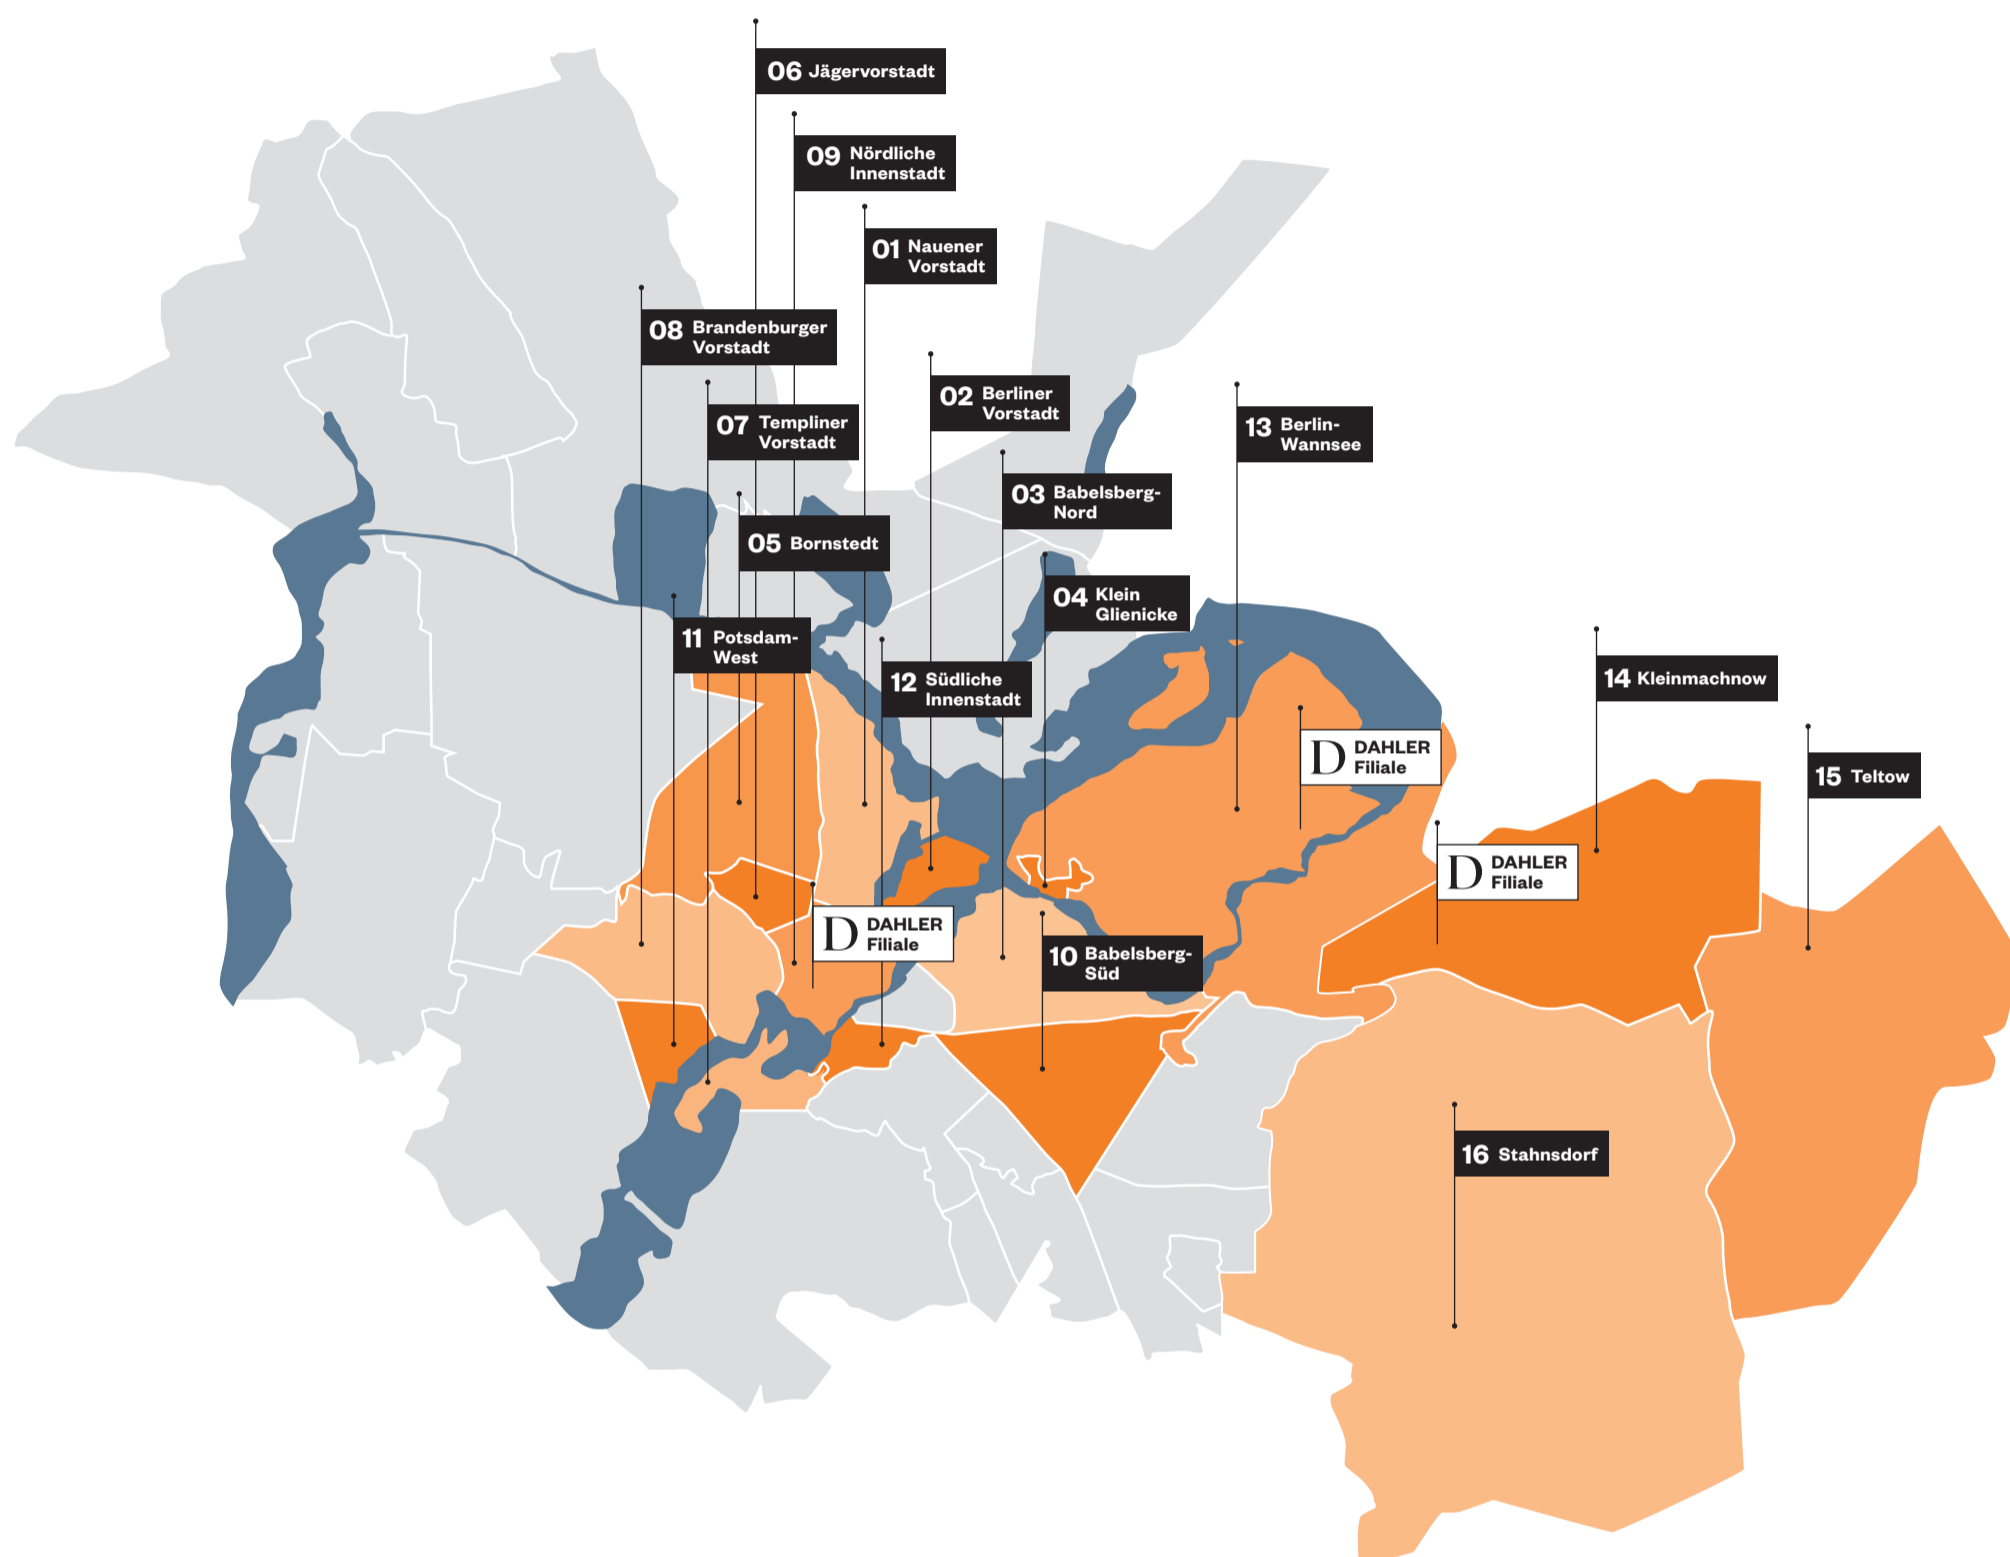 06 Jägervorstadt
09 Nördliche
Innenstadt
01 Nauener
Vorstadt
08 Brandenburger
Vorstadt
02 Berliner
Vorstadt
07 Templiner
Vorstadt
13 Berlin-
Wannsee
03 Babelsberg-
Nord
05 Bornstedt
04 Klein
Glienicke
11 Potsdam-
West
12 Südliche
Innenstadt
14 Kleinmachnow
D DAHLER
Filiale
15 Teltow
D DAHLER
Filiale
D DAHLER
Filiale
10 Babelsberg-
Süd
16 Stahnsdorf